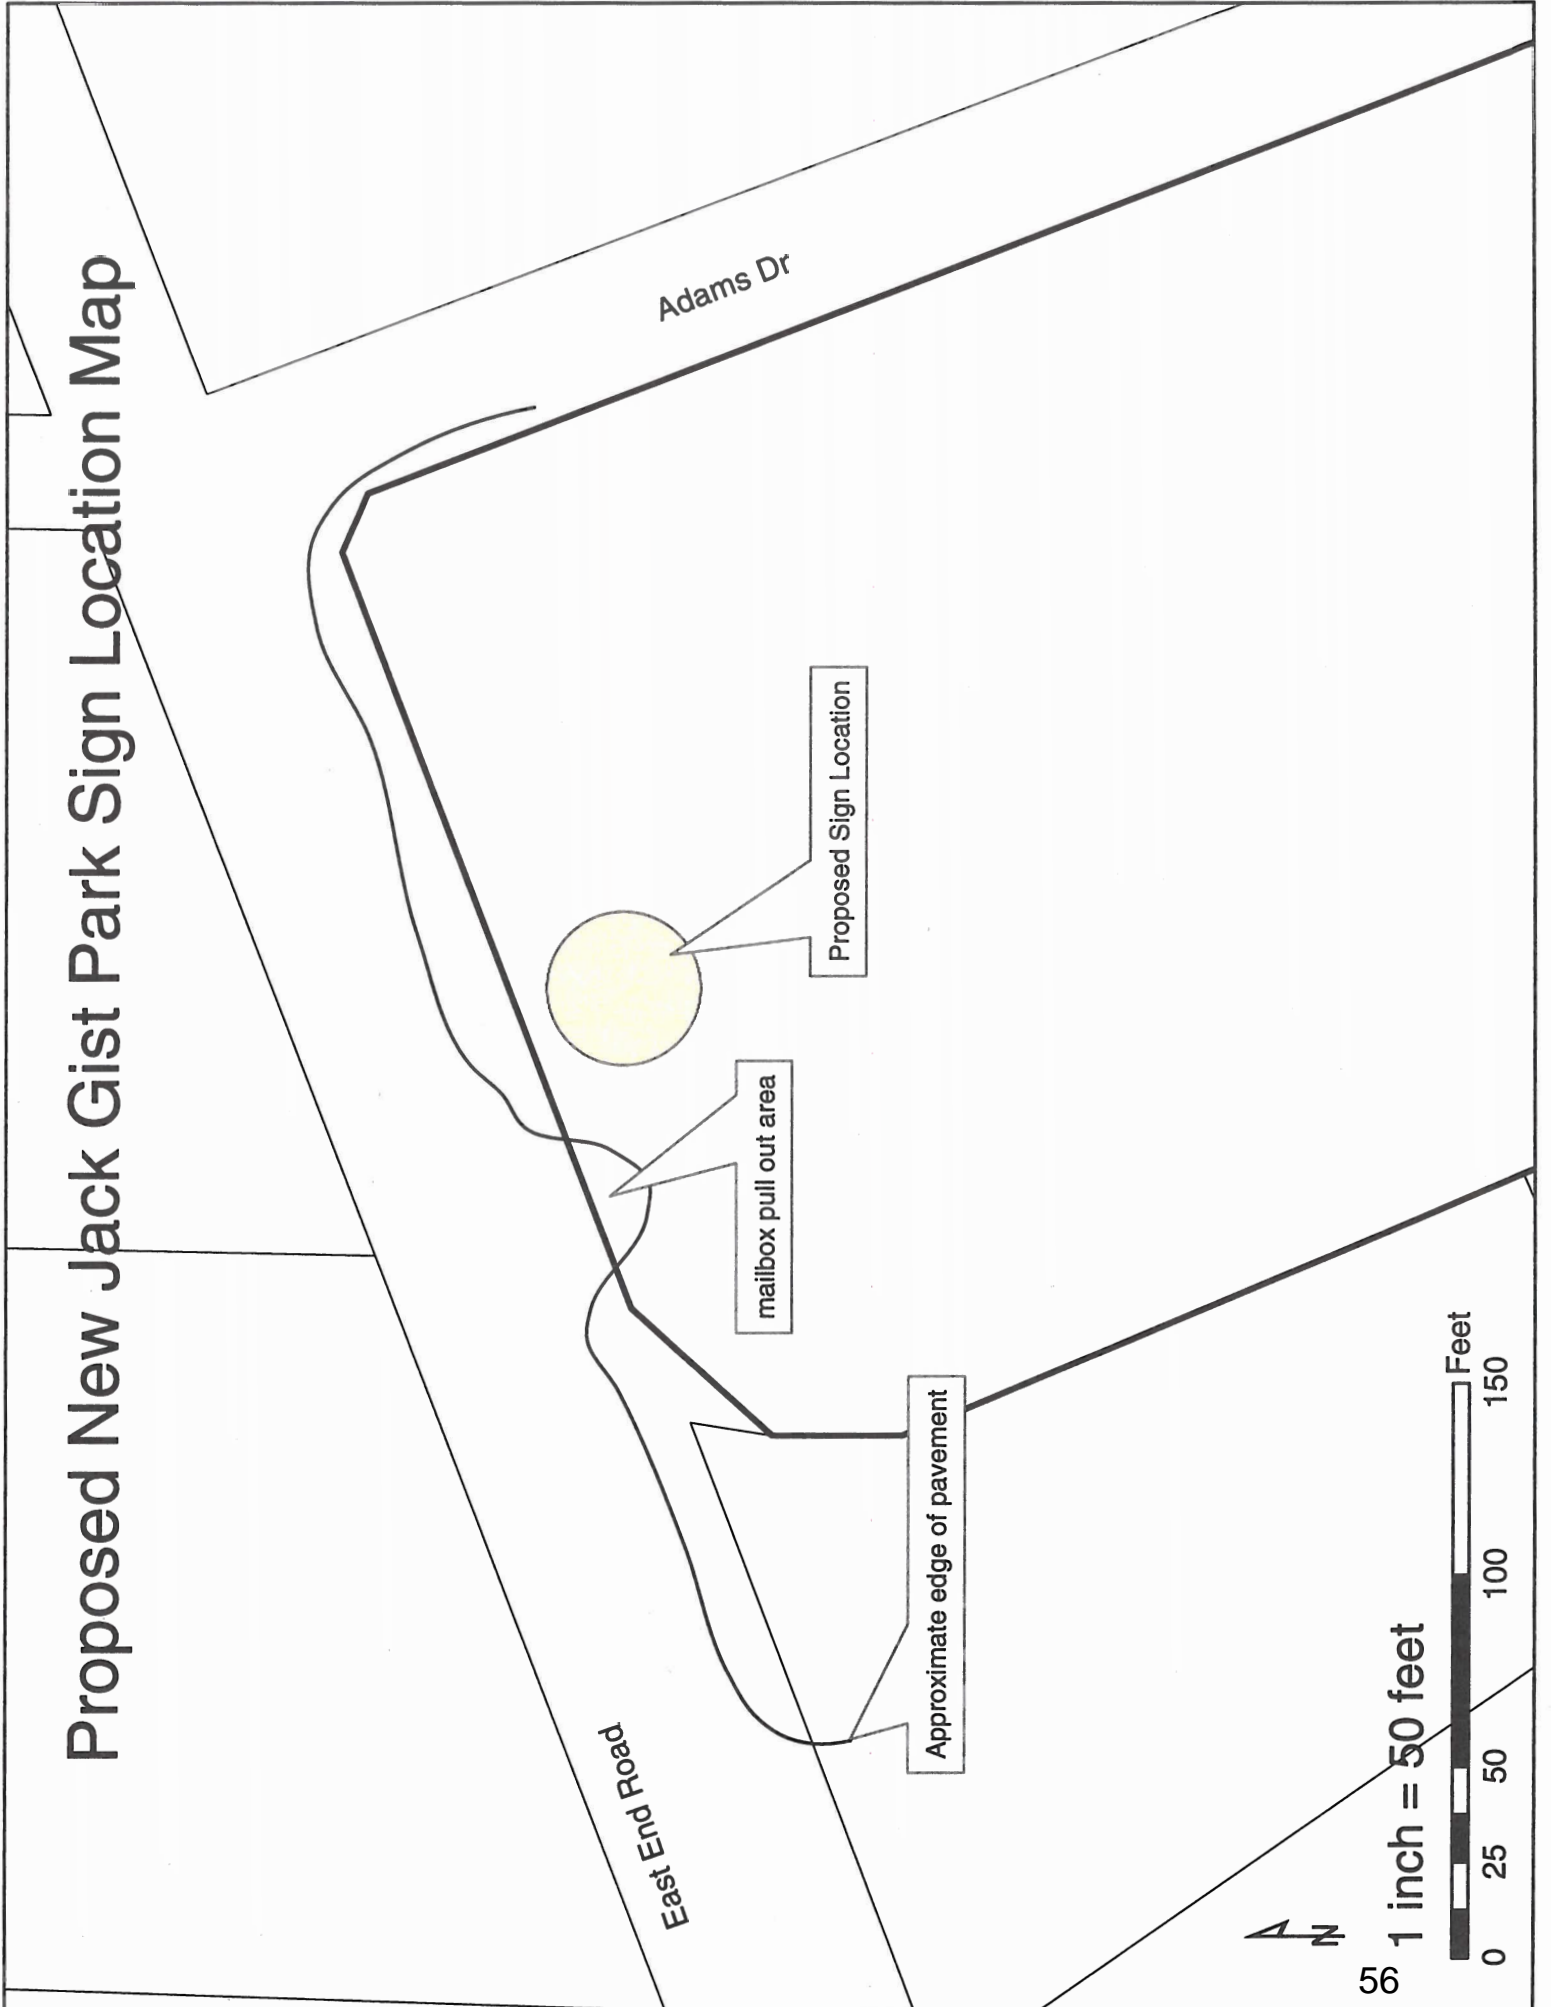 Proposed New Jack Gist Park Sign Location Map
East End Road
Adams Dr
Proposed Sign Location
mailbox pull out area
Approximate edge of pavement
N
1 inch = 50 feet
Feet
0 25 50 100 150
56